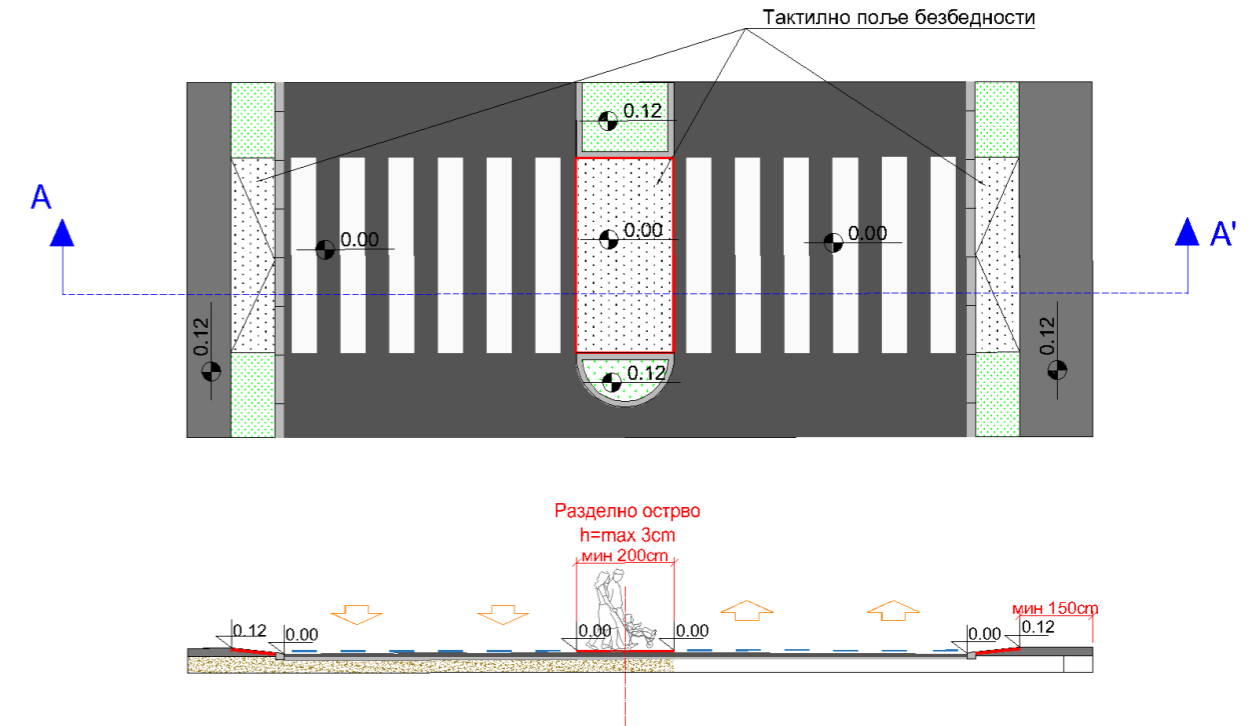 Тактилно поље безбедности
0.12
A
0.00
0.00
0.00
A'
0.12
0.12
0.12
Разделно острво
h=max 3cm
мин 200cm
мин 150cm
0.12
0.00
0.00
0.00
0.00
0.12